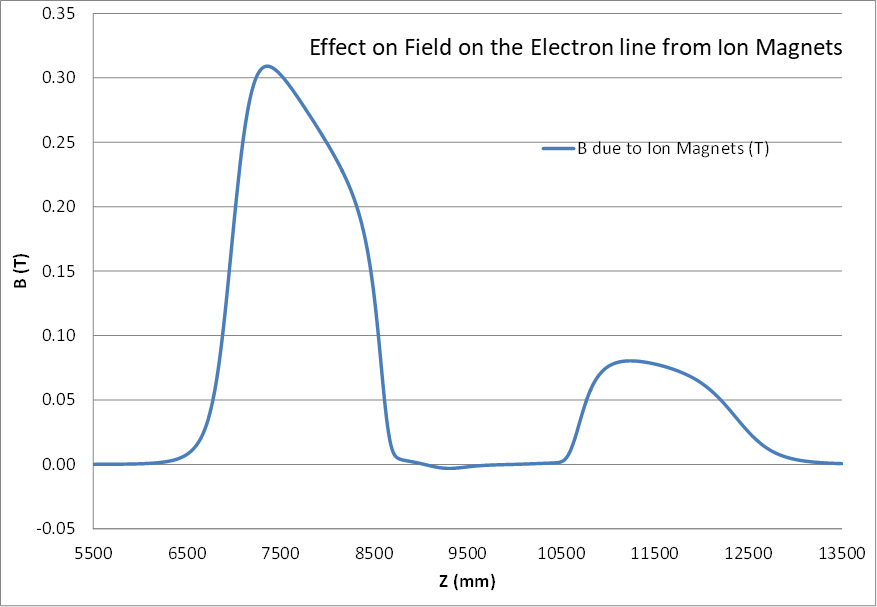 Effect on Field on the Electron line from Ion Magnets
B due to Ion Magnets (T)
0.35
0.30
0.25
0.20
0.15
0.10
0.05
0.00
-0.05
B (T)
5500 6500 7500 8500 9500 10500 11500 12500 13500
Z (mm)